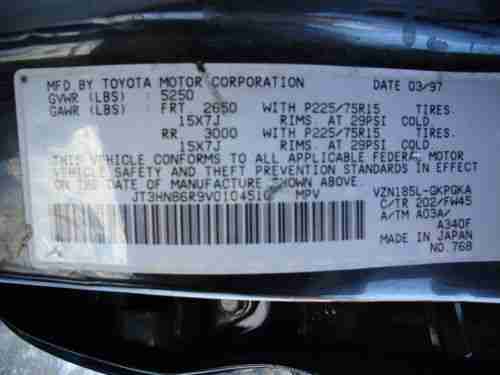 MFD BY TOYOTA MOTOR CORPORATION DATE 03/97
GVWR (LBS) : 5250
GAWR (LBS) : FRT 2650 WITH P225/75R15 TIRES.
15X7J RIMS. AT 29PSI COLD
RR 3000 WITH P225/75R15 TIRES.
15X7J RIMS. AT 29PSI COLD
THIS VEHICLE CONFORMS TO ALL APPLICABLE FEDERAL MOTOR
VEHICLE SAFETY AND THEFT PREVENTION STANDARDS IN EFFECT
ON THE DATE OF MANUFACTURE SHOWN ABOVE.
MPV
VZN185L-GKPGKA
C/TR 202/FW45
A/TM A03A/
A340F
MADE IN JAPAN
NO.768